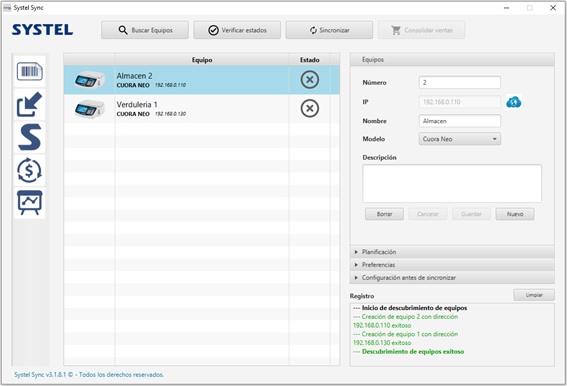 Systel Sync
SYSTEL
Buscar Equipos
Verificar estados
Sincronizar
Consolidar ventas
Equipo
Estado
Almacen 2
CUORA NEO 192.168.0.110
Verduleria 1
CUORA NEO 192.168.0.130
Equipos
Número
2
IP
192.168.0.110
Nombre
Almacen
Modelo
Cuora Neo
Descripción
Borrar
Cancelar
Guardar
Nuevo
Planificación
Preferencias
Configuración antes de sincronizar
Registro
Limpiar
--- Inicio de descubrimiento de equipos
--- Creación de equipo 2 con dirección
192.168.0.110 exitoso
--- Creación de equipo 1 con dirección
192.168.0.130 exitoso
--- Descubrimiento de equipos exitoso
Systel Sync v3.1.8.1 © - Todos los derechos reservados.